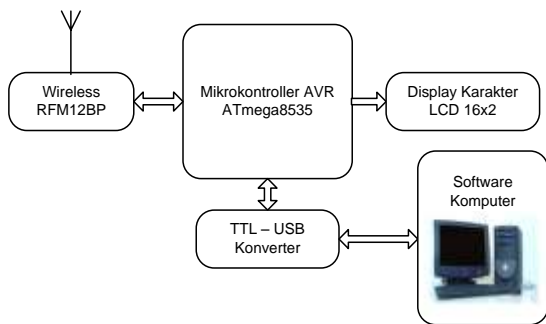 Wireless
RFM12BP
Mikrokontroller AVR
ATmega8535
Display Karakter
LCD 16x2
TTL – USB
Konverter
Software
Komputer